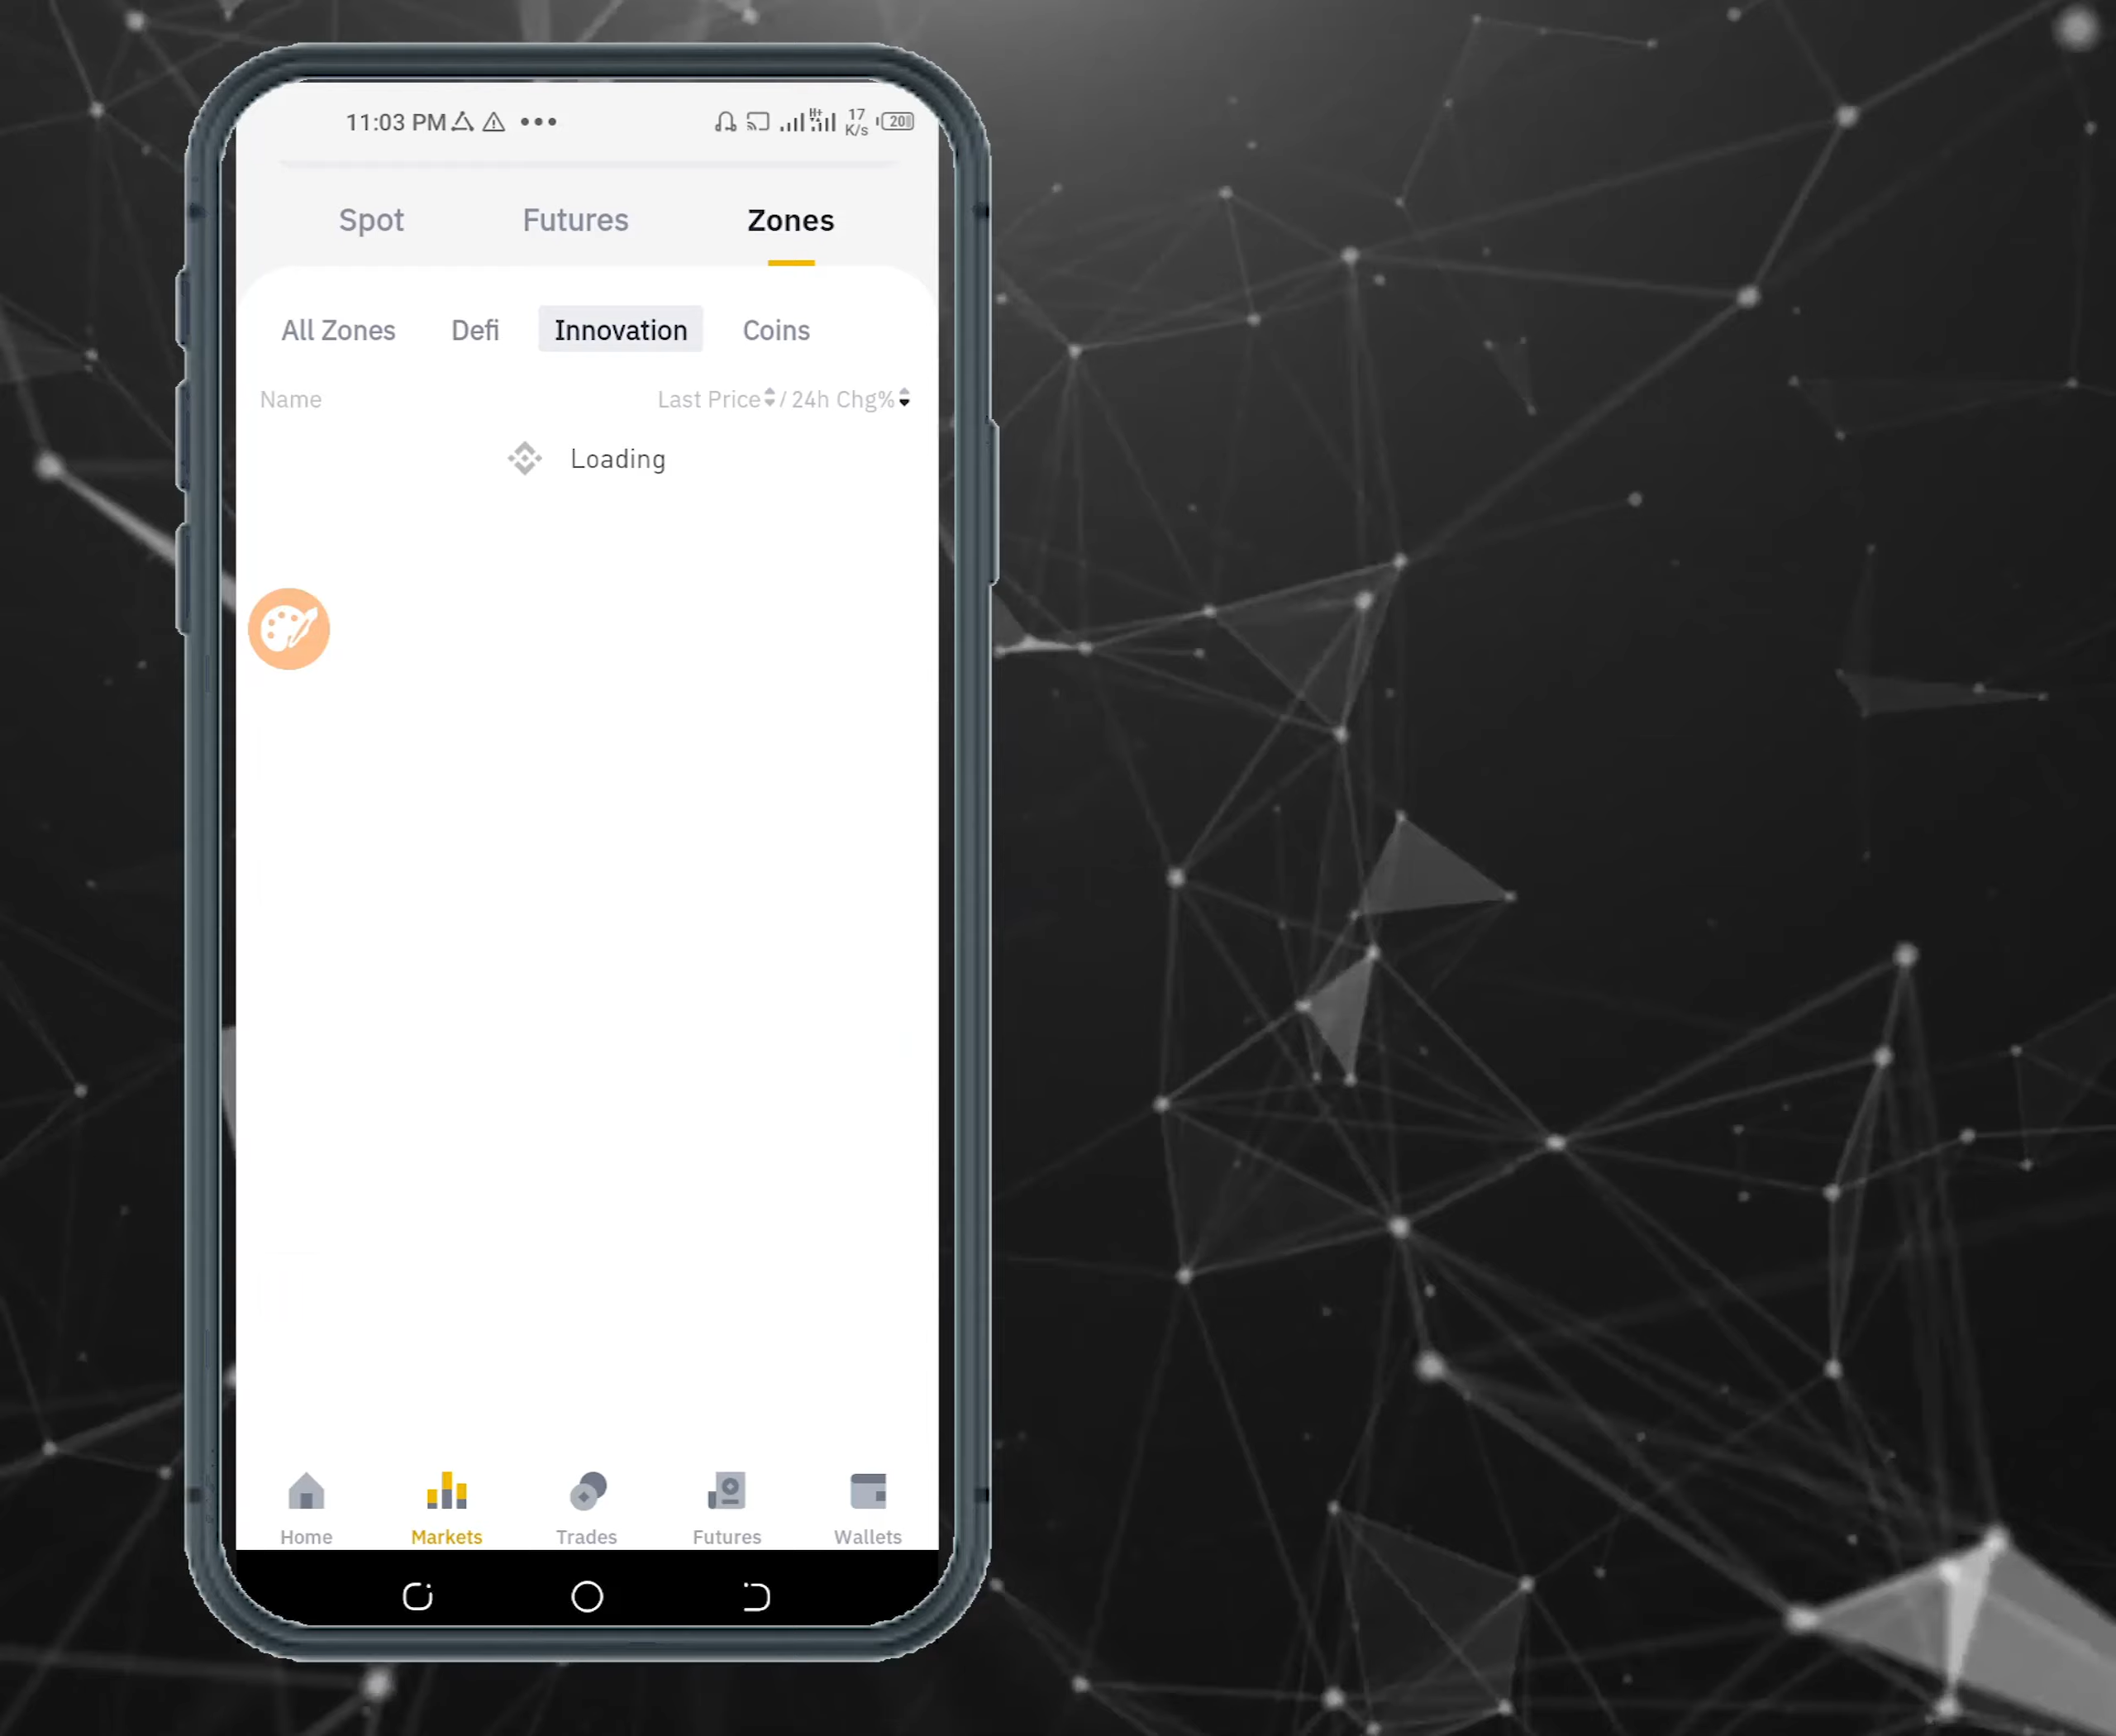 11:03 PM 17 K/s 20
Spot Futures Zones
All Zones Defi Innovation Coins
Name Last Price / 24h Chg%
Loading
Home Markets Trades Futures Wallets